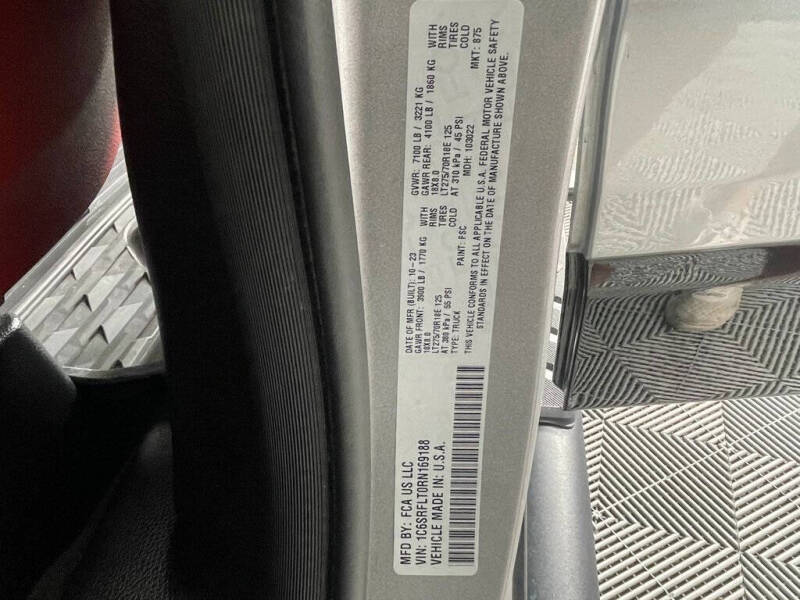 MFD BY: FCA US LLC
VIN: 1C6SRFLT0RN169188
VEHICLE MADE IN: U.S.A.
DATE OF MFR (BUILT): 10-23 GVWR: 7100 LB / 3221 KG
GAWR FRONT: 3900 LB / 1770 KG WITH GAWR REAR: 4100 LB / 1860 KG WITH
18X8.0 RIMS 18X8.0 RIMS
LT275/70R18E 125 TIRES LT275/70R18E 125 TIRES
AT 380 kPa / 55 PSI COLD AT 310 kPa / 45 PSI COLD
TYPE: TRUCK PAINT: FSC MDH: 103022 MKT: 875
THIS VEHICLE CONFORMS TO ALL APPLICABLE U.S.A. FEDERAL MOTOR VEHICLE SAFETY
STANDARDS IN EFFECT ON THE DATE OF MANUFACTURE SHOWN ABOVE.